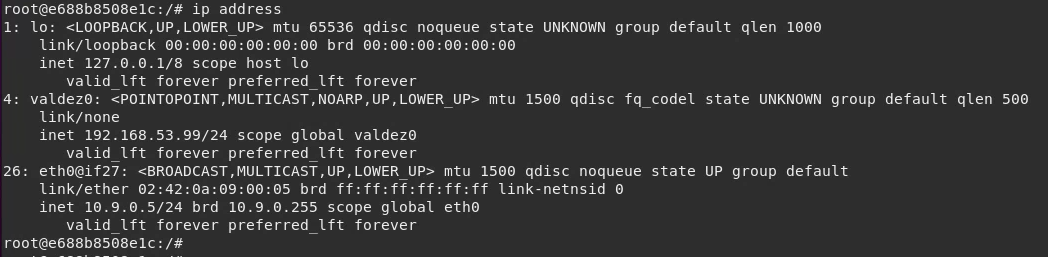 root@e688b8508e1c:/# ip address
1: lo: <LOOPBACK,UP,LOWER_UP> mtu 65536 qdisc noqueue state UNKNOWN group default qlen 1000
    link/loopback 00:00:00:00:00:00 brd 00:00:00:00:00:00
    inet 127.0.0.1/8 scope host lo
       valid_lft forever preferred_lft forever
4: valdez0: <POINTOPOINT,MULTICAST,NOARP,UP,LOWER_UP> mtu 1500 qdisc fq_codel state UNKNOWN group default qlen 500
    link/none
    inet 192.168.53.99/24 scope global valdez0
       valid_lft forever preferred_lft forever
26: eth0@if27: <BROADCAST,MULTICAST,UP,LOWER_UP> mtu 1500 qdisc noqueue state UP group default
    link/ether 02:42:0a:09:00:05 brd ff:ff:ff:ff:ff:ff link-netnsid 0
    inet 10.9.0.5/24 brd 10.9.0.255 scope global eth0
       valid_lft forever preferred_lft forever
root@e688b8508e1c:/#